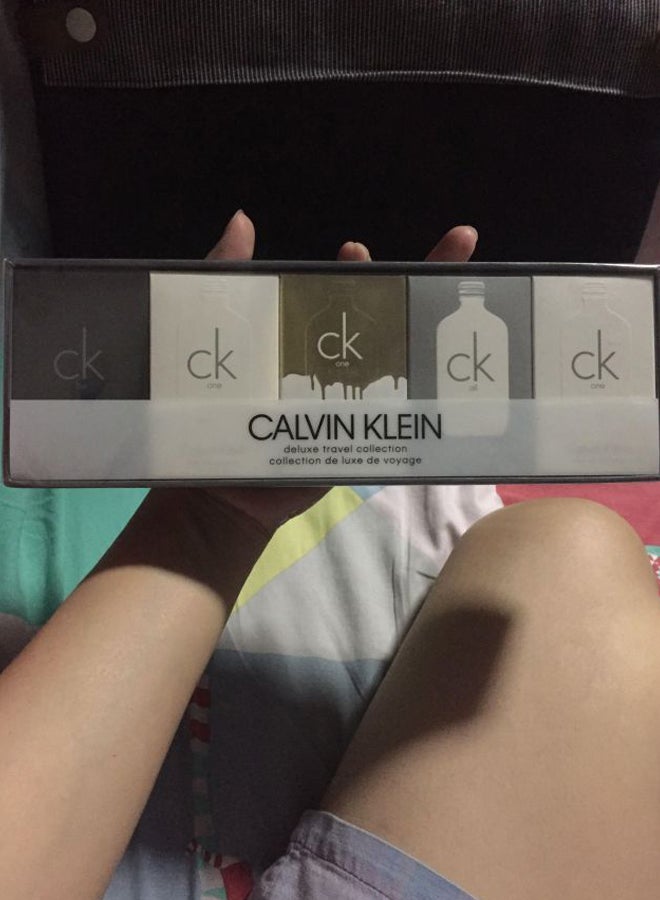 ck
ck
one
ck
one
ck
all
ck
one
CALVIN KLEIN
deluxe travel collection
collection de luxe de voyage